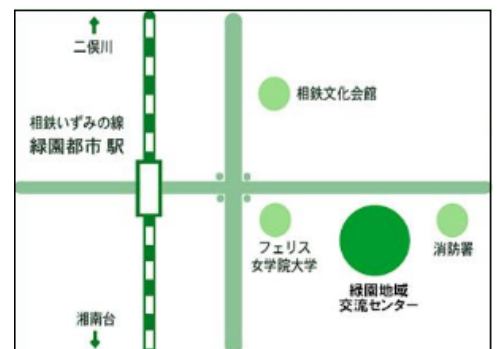 二俣川
相鉄文化会館
相鉄いずみの線
緑園都市 駅
フェリス
女学院大学
消防署
緑園地域
交流センター
湘南台